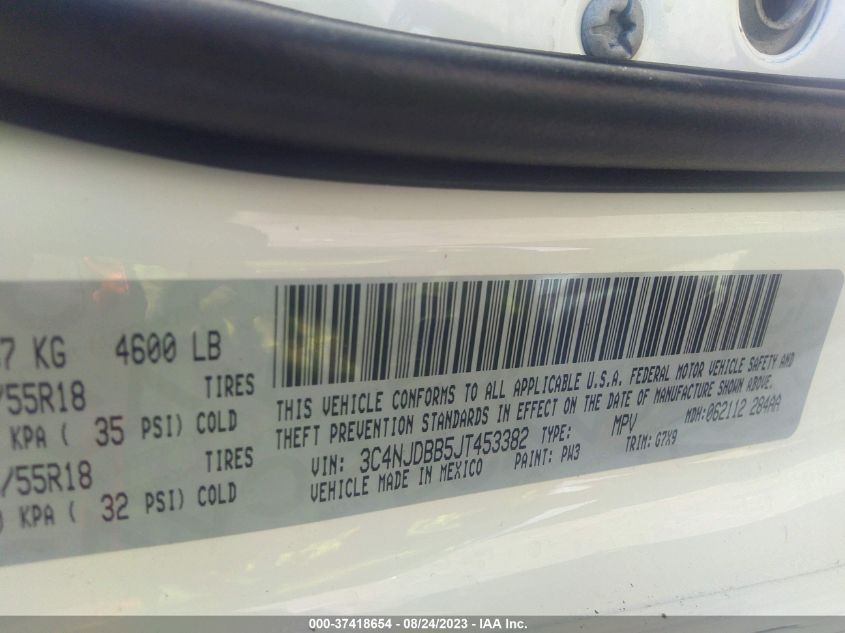 7 KG 4600 LB
/55R18 TIRES
KPA ( 35 PSI) COLD
/55R18 TIRES
KPA ( 32 PSI) COLD
THIS VEHICLE CONFORMS TO ALL APPLICABLE U.S.A. FEDERAL MOTOR VEHICLE SAFETY AND
THEFT PREVENTION STANDARDS IN EFFECT ON THE DATE OF MANUFACTURE SHOWN ABOVE.
VIN: 3C4NJDBB5JT453382 TYPE: MPV MDH:062112 284AA
VEHICLE MADE IN MEXICO PAINT: PW3 TRIM: G7X9
000-37418654 - 08/24/2023 - IAA Inc.